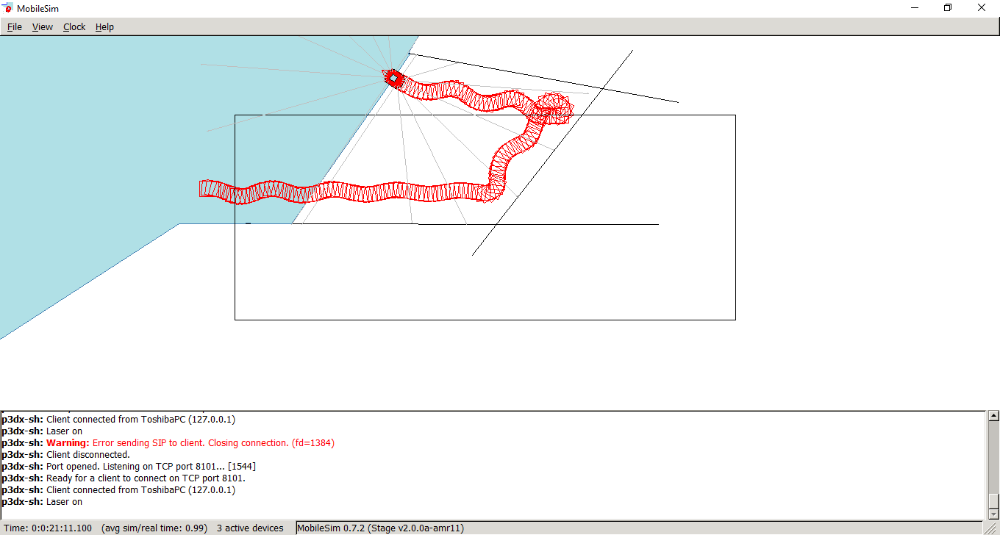 MobileSim
File View Clock Help
p3dx-sh: Client connected from ToshibaPC (127.0.0.1)
p3dx-sh: Laser on
p3dx-sh: Warning: Error sending SIP to client. Closing connection. (fd=1384)
p3dx-sh: Client disconnected.
p3dx-sh: Port opened. Listening on TCP port 8101... [1544]
p3dx-sh: Ready for a client to connect on TCP port 8101.
p3dx-sh: Client connected from ToshibaPC (127.0.0.1)
p3dx-sh: Laser on
Time: 0:0:21:11.100 (avg sim/real time: 0.99) 3 active devices MobileSim 0.7.2 (Stage v2.0.0a-amr11)